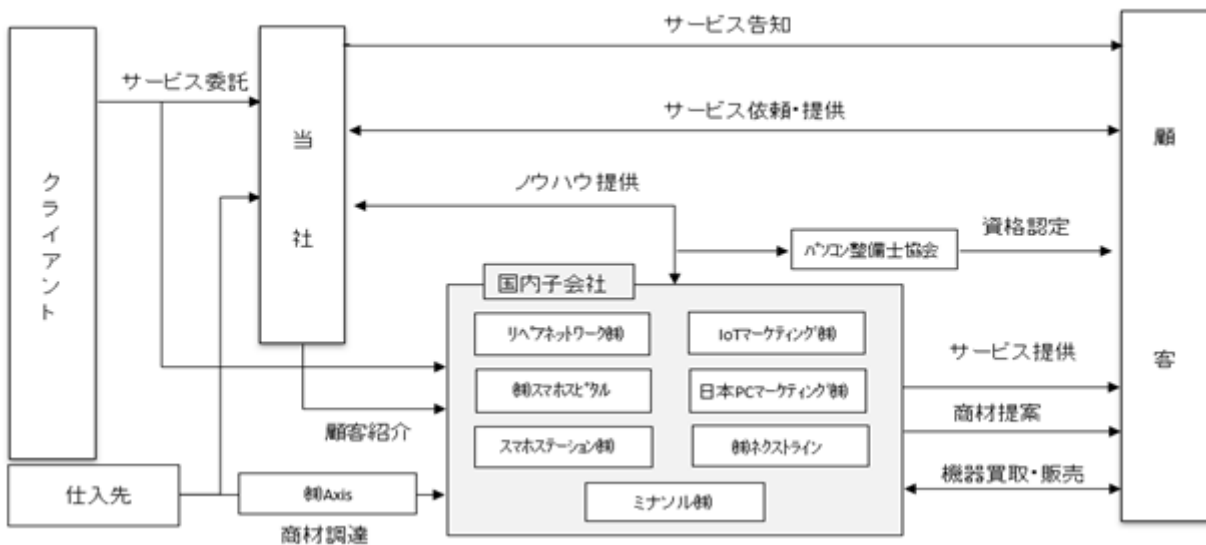 サービス告知
サービス委託
サービス依頼・提供
クライアント
当社
顧客
ノウハウ提供
資格認定
パソコン整備士協会
国内子会社
リペアネットワーク㈱
IoTマーケティング㈱
サービス提供
㈱スマホスピタル
日本PCマーケティング㈱
商材提案
顧客紹介
スマホステーション㈱
㈱ネクストライン
機器買取・販売
仕入先
㈱Axis
ミナソル㈱
商材調達